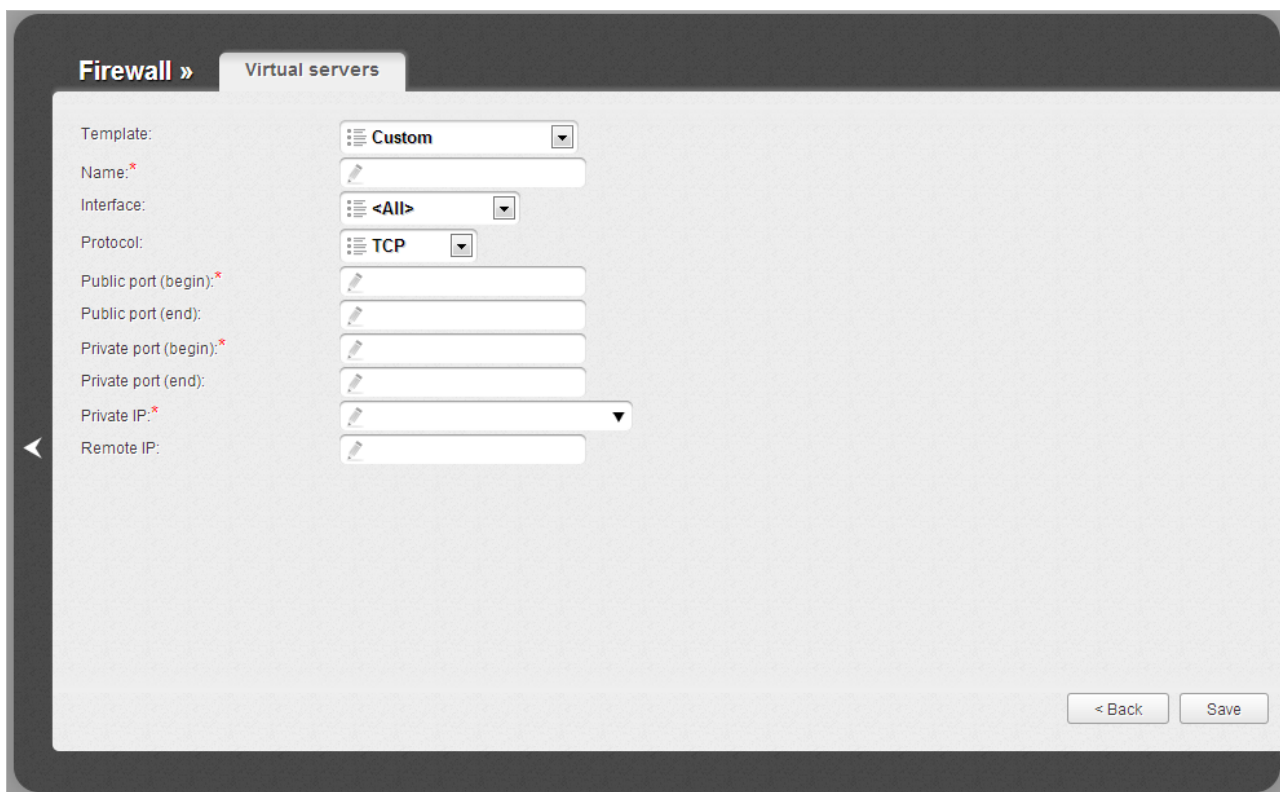 Firewall » Virtual servers
Template: Custom
Name:*
Interface: <All>
Protocol: TCP
Public port (begin):*
Public port (end):
Private port (begin):*
Private port (end):
Private IP:*
Remote IP:
< Back Save